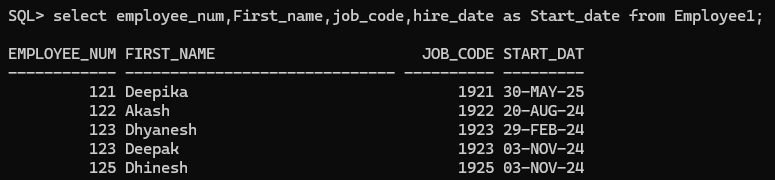 SQL> select employee_num,First_name,job_code,hire_date as Start_date from Employee1;
EMPLOYEE_NUM FIRST_NAME                       JOB_CODE START_DAT
------------ ------------------------------ ---------- ---------
         121 Deepika                              1921 30-MAY-25
         122 Akash                                1922 20-AUG-24
         123 Dhyanesh                             1923 29-FEB-24
         123 Deepak                               1923 03-NOV-24
         125 Dhinesh                              1925 03-NOV-24